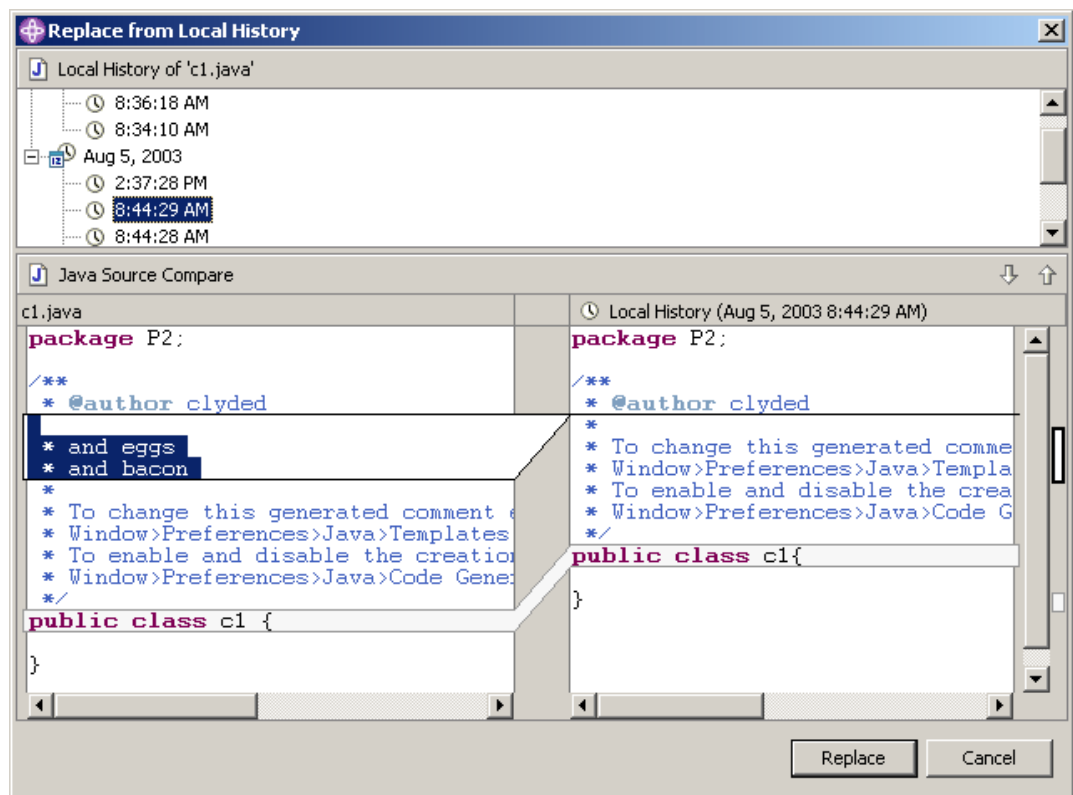 Replace from Local History
Local History of 'c1.java'
8:36:18 AM
8:34:10 AM
Aug 5, 2003
2:37:28 PM
8:44:29 AM
8:44:28 AM
Java Source Compare
c1.java
package P2;
/**
* @author clyded
* and eggs
* and bacon
*
* To change this generated comment e
* Window>Preferences>Java>Templates
* To enable and disable the creation
* Window>Preferences>Java>Code Gener
*/
public class c1 {
}
Local History (Aug 5, 2003 8:44:29 AM)
package P2;
/**
* @author clyded
*
* To change this generated comme
* Window>Preferences>Java>Templa
* To enable and disable the crea
* Window>Preferences>Java>Code G
*/
public class c1{
}
Replace
Cancel